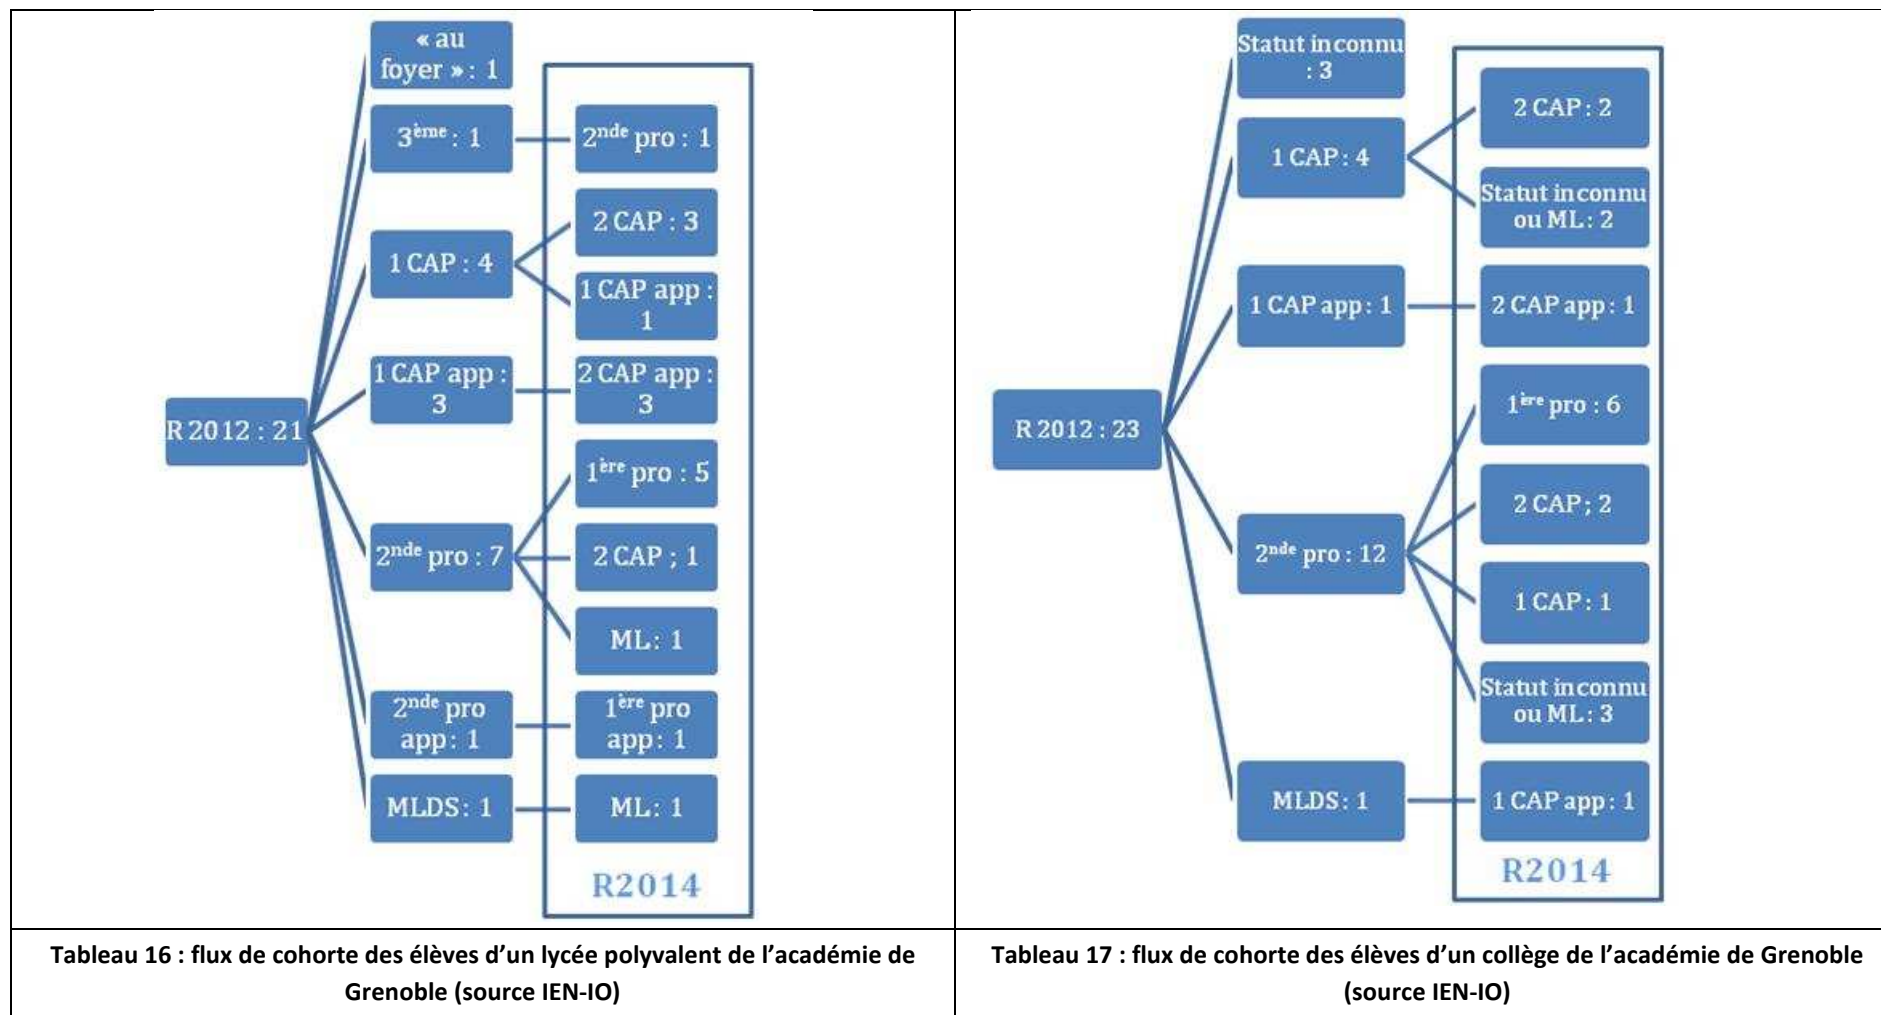 « au
foyer » : 1
3ème : 1
2nde pro : 1
2 CAP : 3
1 CAP : 4
1 CAP app :
1
1 CAP app :
3
2 CAP app :
3
R 2012 : 21
1ère pro : 5
2nde pro : 7
2 CAP ; 1
ML : 1
2nde pro
app : 1
1ère pro
app : 1
MLDS : 1
ML : 1
R2014
Tableau 16 : flux de cohorte des élèves d’un lycée polyvalent de l’académie de
Grenoble (source IEN-IO)
Statut inconnu
: 3
2 CAP : 2
1 CAP : 4
Statut inconnu
ou ML : 2
1 CAP app : 1
2 CAP app : 1
1ère pro : 6
R 2012 : 23
2 CAP ; 2
2nde pro : 12
1 CAP : 1
Statut inconnu
ou ML : 3
MLDS : 1
1 CAP app : 1
R2014
Tableau 17 : flux de cohorte des élèves d’un collège de l’académie de Grenoble
(source IEN-IO)